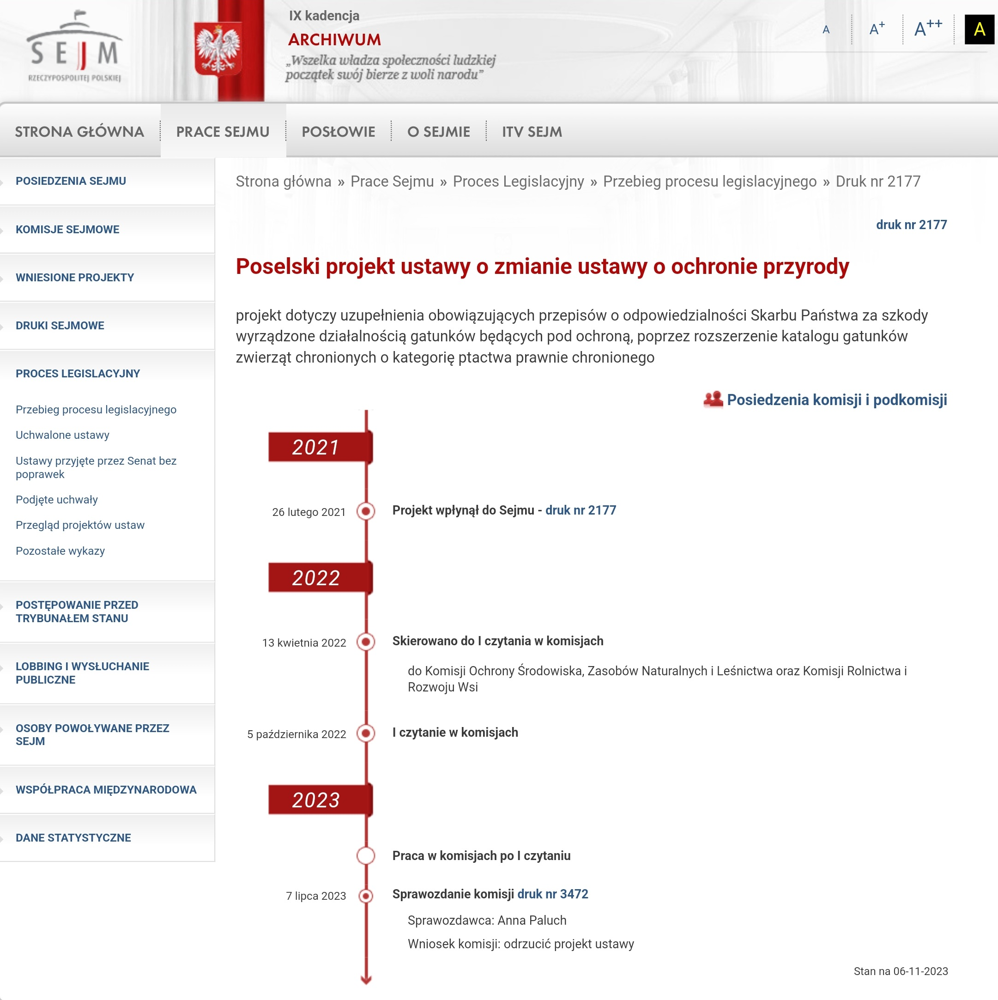 SEJM
RZECZYPOSPOLITEJ POLSKIEJ
IX kadencja
ARCHIWUM
„Wszelka władza społeczności ludzkiej
początek swój bierze z woli narodu”
A
A+
A++
A
STRONA GŁÓWNA
PRACE SEJMU
POSŁOWIE
O SEJMIE
ITV SEJM
POSIEDZENIA SEJMU
KOMISJE SEJMOWE
WNIESIONE PROJEKTY
DRUKI SEJMOWE
PROCES LEGISLACYJNY
Przebieg procesu legislacyjnego
Uchwalone ustawy
Ustawy przyjęte przez Senat bez
poprawek
Podjęte uchwały
Przegląd projektów ustaw
Pozostałe wykazy
POSTĘPOWANIE PRZED
TRYBUNAŁEM STANU
LOBBING I WYSŁUCHANIE
PUBLICZNE
OSOBY POWOŁYWANE PRZEZ
SEJM
WSPÓŁPRACA MIĘDZYNARODOWA
DANE STATYSTYCZNE
Strona główna » Prace Sejmu » Proces Legislacyjny » Przebieg procesu legislacyjnego » Druk nr 2177
druk nr 2177
Poselski projekt ustawy o zmianie ustawy o ochronie przyrody
projekt dotyczy uzupełnienia obowiązujących przepisów o odpowiedzialności Skarbu Państwa za szkody
wyrządzone działalnością gatunków będących pod ochroną, poprzez rozszerzenie katalogu gatunków
zwierząt chronionych o kategorię ptactwa prawnie chronionego
Posiedzenia komisji i podkomisji
2021
26 lutego 2021
Projekt wpłynął do Sejmu - druk nr 2177
2022
13 kwietnia 2022
Skierowano do I czytania w komisjach
do Komisji Ochrony Środowiska, Zasobów Naturalnych i Leśnictwa oraz Komisji Rolnictwa i
Rozwoju Wsi
5 października 2022
I czytanie w komisjach
2023
Praca w komisjach po I czytaniu
7 lipca 2023
Sprawozdanie komisji druk nr 3472
Sprawozdawca: Anna Paluch
Wniosek komisji: odrzucić projekt ustawy
Stan na 06-11-2023